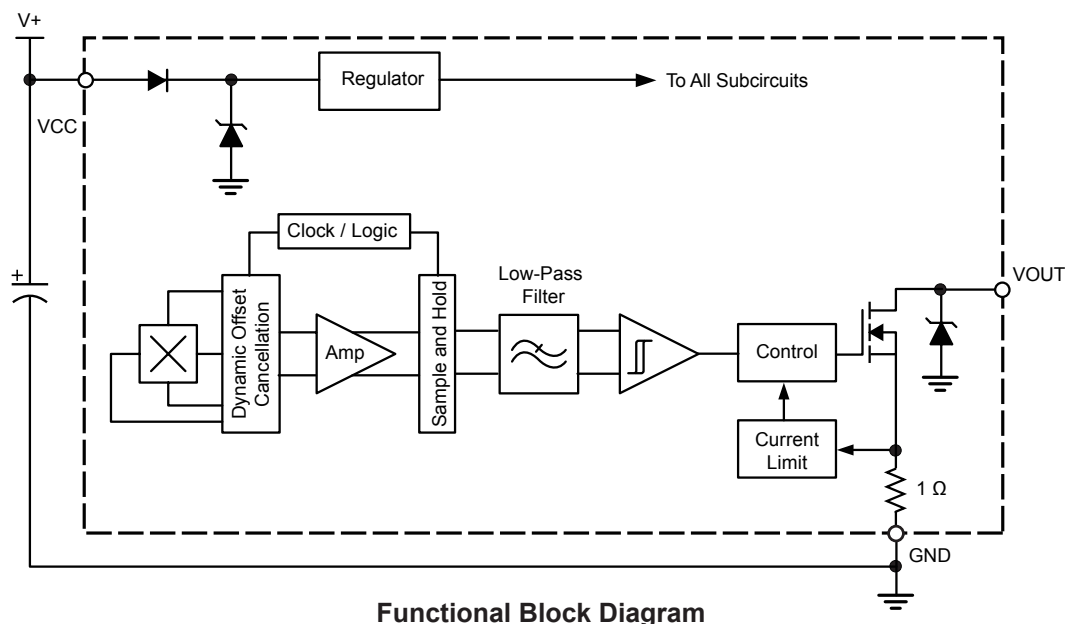 V+
Regulator
To All Subcircuits
VCC
Clock / Logic
+
Dynamic Offset
Cancellation
Amp
Sample and Hold
Low-Pass
Filter
VOUT
Control
Current
Limit
1 Ω
GND
Functional Block Diagram